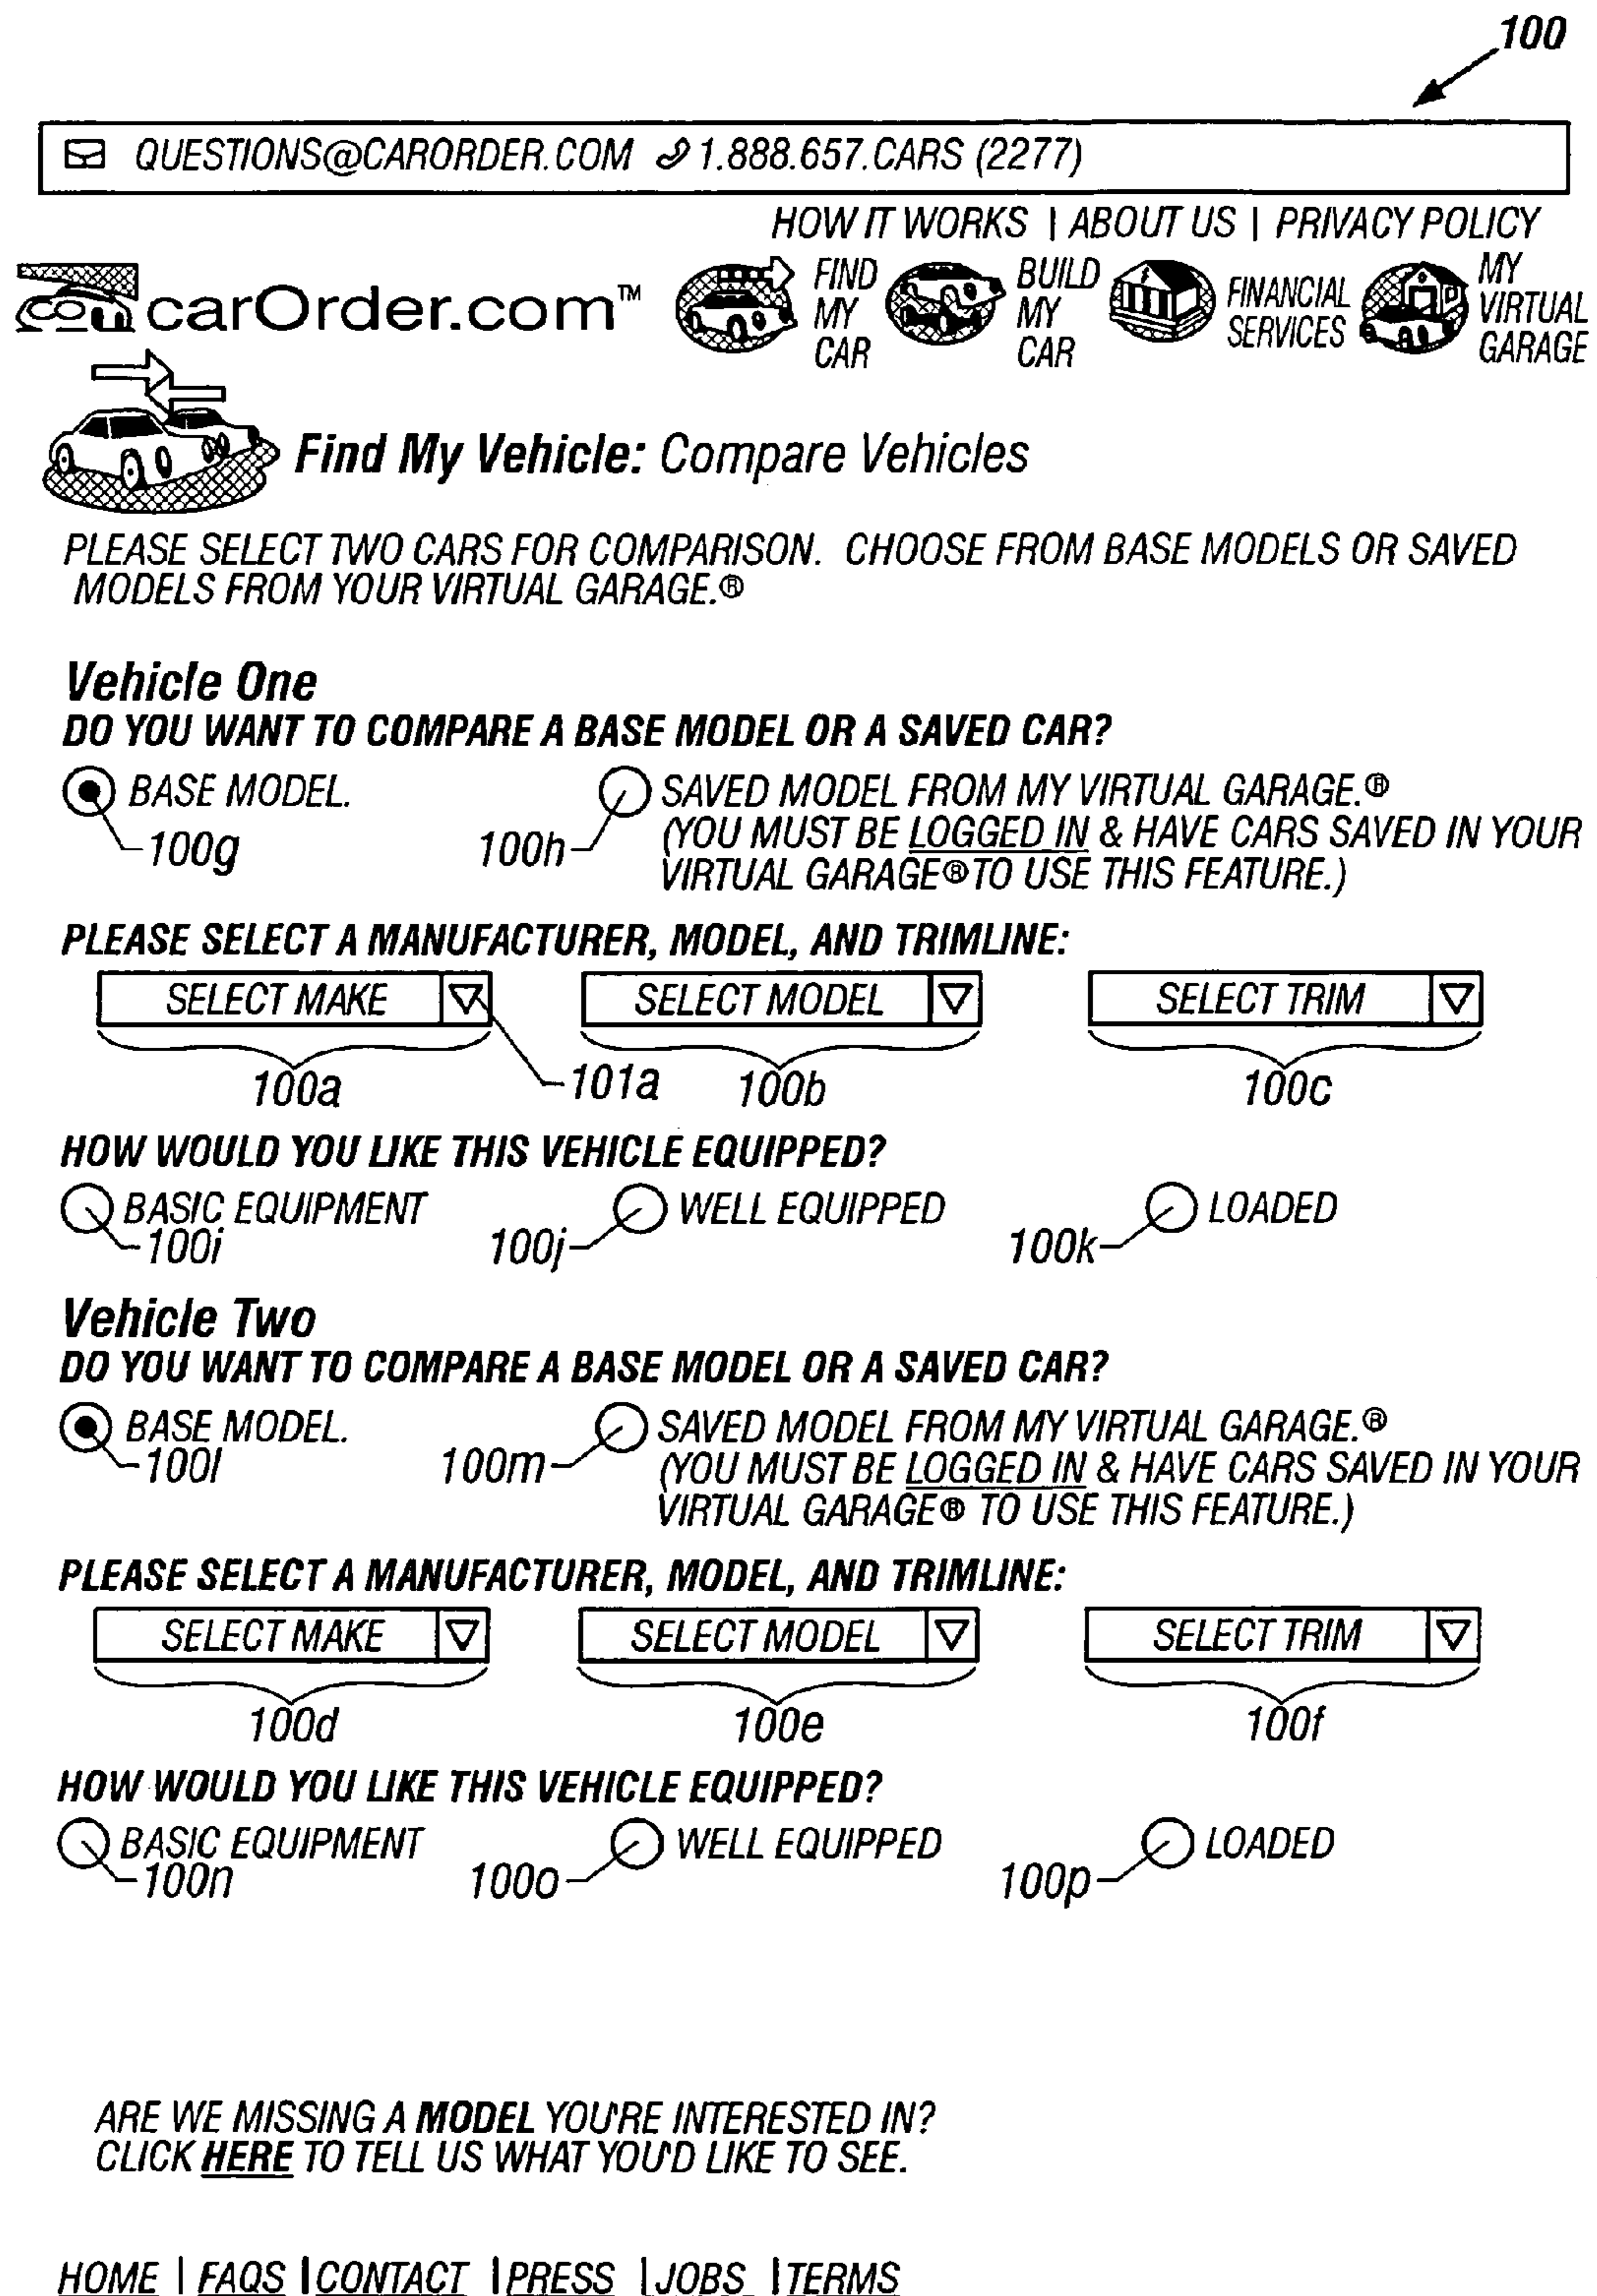 100
QUESTIONS@CARORDER.COM 1.888.657.CARS (2277)
HOW IT WORKS | ABOUT US | PRIVACY POLICY
carOrder.com™
FIND MY CAR
BUILD MY CAR
FINANCIAL SERVICES
MY VIRTUAL GARAGE
Find My Vehicle: Compare Vehicles
PLEASE SELECT TWO CARS FOR COMPARISON. CHOOSE FROM BASE MODELS OR SAVED
MODELS FROM YOUR VIRTUAL GARAGE.®
Vehicle One
DO YOU WANT TO COMPARE A BASE MODEL OR A SAVED CAR?
BASE MODEL. SAVED MODEL FROM MY VIRTUAL GARAGE.®
100g 100h (YOU MUST BE LOGGED IN & HAVE CARS SAVED IN YOUR
VIRTUAL GARAGE® TO USE THIS FEATURE.)
PLEASE SELECT A MANUFACTURER, MODEL, AND TRIMLINE:
SELECT MAKE SELECT MODEL SELECT TRIM
100a 101a 100b 100c
HOW WOULD YOU LIKE THIS VEHICLE EQUIPPED?
BASIC EQUIPMENT WELL EQUIPPED LOADED
100i 100j 100k
Vehicle Two
DO YOU WANT TO COMPARE A BASE MODEL OR A SAVED CAR?
BASE MODEL. SAVED MODEL FROM MY VIRTUAL GARAGE.®
100l 100m (YOU MUST BE LOGGED IN & HAVE CARS SAVED IN YOUR
VIRTUAL GARAGE® TO USE THIS FEATURE.)
PLEASE SELECT A MANUFACTURER, MODEL, AND TRIMLINE:
SELECT MAKE SELECT MODEL SELECT TRIM
100d 100e 100f
HOW WOULD YOU LIKE THIS VEHICLE EQUIPPED?
BASIC EQUIPMENT WELL EQUIPPED LOADED
100n 100o 100p
ARE WE MISSING A MODEL YOU'RE INTERESTED IN?
CLICK HERE TO TELL US WHAT YOU'D LIKE TO SEE.
HOME | FAQS | CONTACT | PRESS | JOBS | TERMS